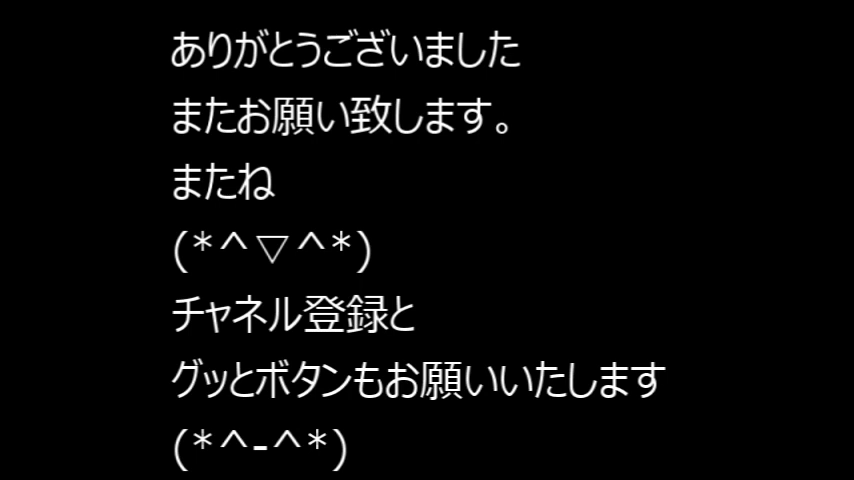 ありがとうございました
またお願い致します。
またね
(*^▽^*)
チャネル登録と
グッとボタンもお願いいたします
(*^-^*)